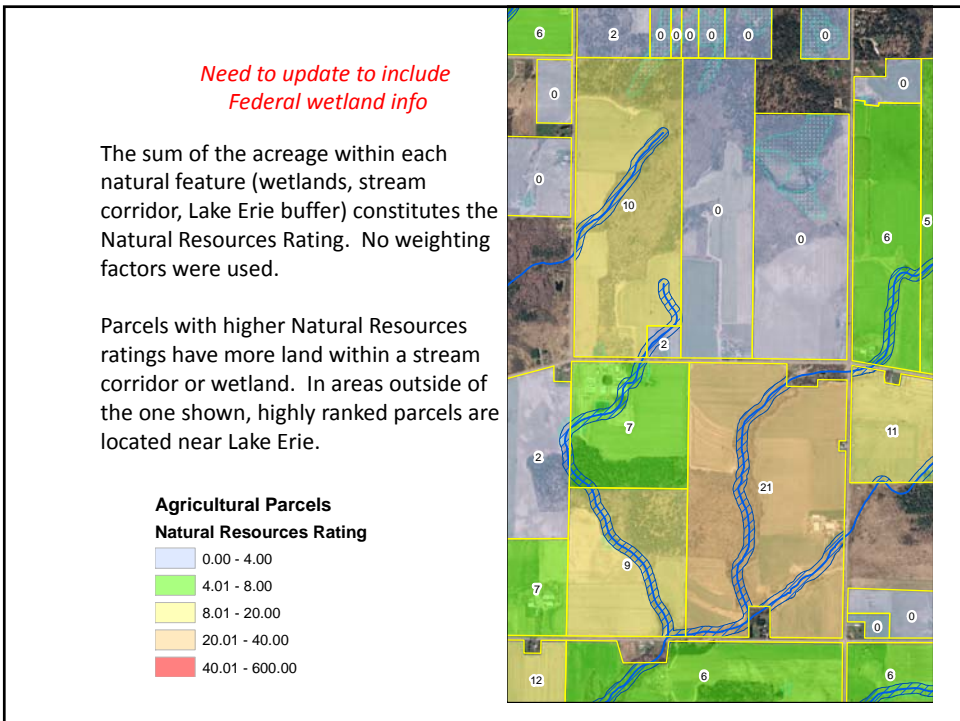 Need to update to include
Federal wetland info
The sum of the acreage within each
natural feature (wetlands, stream
corridor, Lake Erie buffer) constitutes the
Natural Resources Rating. No weighting
factors were used.
Parcels with higher Natural Resources
ratings have more land within a stream
corridor or wetland. In areas outside of
the one shown, highly ranked parcels are
located near Lake Erie.
Agricultural Parcels
Natural Resources Rating
0.00 - 4.00
4.01 - 8.00
8.01 - 20.00
20.01 - 40.00
40.01 - 600.00
6 2 0 0 0 0 0 0
0 0
0
10 0 0 6 5
2
7 11
2 21
9
7
0 0
12 6 6